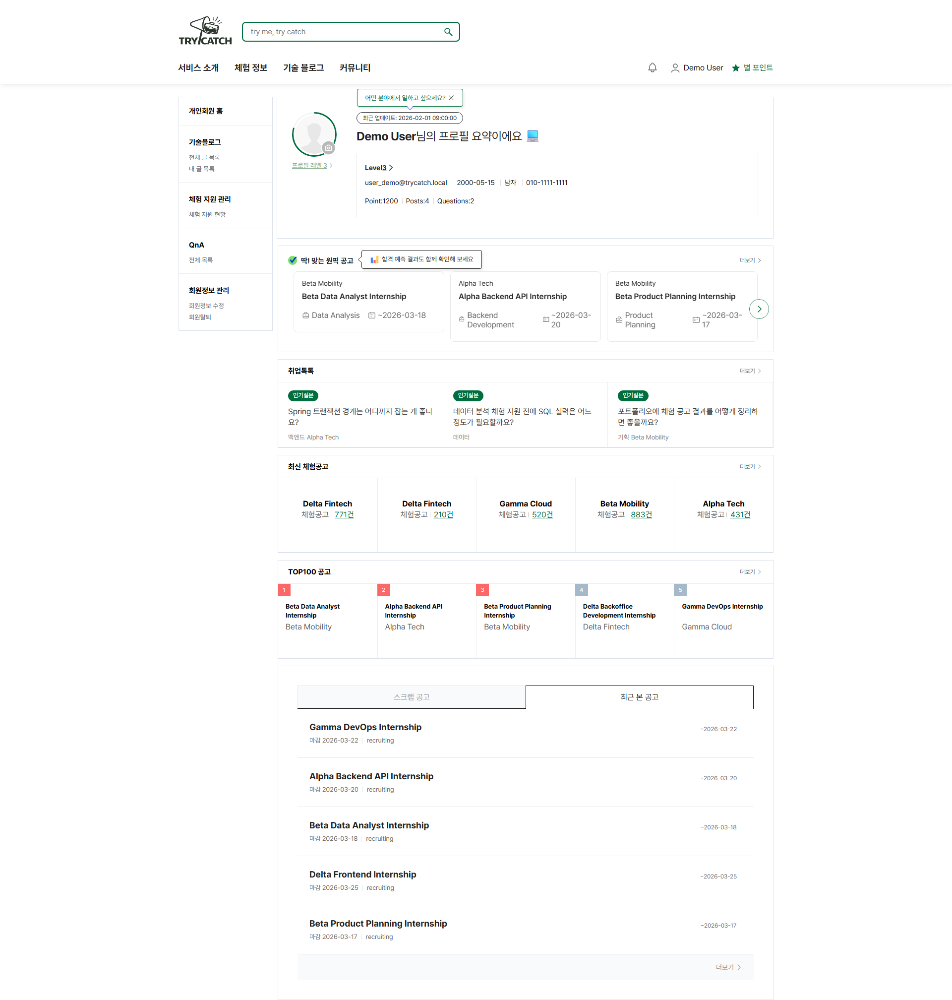 TRY CATCH
try me, try catch
서비스 소개 체험 정보 기술 블로그 커뮤니티
Demo User 별 포인트
개인회원 홈
기술블로그
전체 글 목록
내 글 목록
체험 지원 관리
체험 지원 현황
QnA
전체 목록
회원정보 관리
회원정보 수정
회원탈퇴
어떤 분야에서 일하고 싶으세요?
최근 업데이트: 2026-02-01 09:00:00
Demo User님의 프로필 요약이에요
프로필 레벨 3
Level3
user_demo@trycatch.local 2000-05-15 남자 010-1111-1111
Point:1200 Posts:4 Questions:2
딱! 맞는 원픽 공고
합격 예측 결과도 함께 확인해 보세요
더보기
Beta Mobility
Beta Data Analyst Internship
Data Analysis ~2026-03-18
Alpha Tech
Alpha Backend API Internship
Backend
Development
~2026-03-
20
Beta Mobility
Beta Product Planning Internship
Product
Planning
~2026-03-
17
취업톡톡
더보기
인기질문
Spring 트랜잭션 경계는 어디까지 잡는 게 좋나
요?
백엔드 Alpha Tech
인기질문
데이터 분석 체험 지원 전에 SQL 실력은 어느
정도가 필요할까요?
데이터
인기질문
포트폴리오에 체험 공고 결과를 어떻게 정리하
면 좋을까요?
기획 Beta Mobility
최신 체험공고
더보기
Delta Fintech
체험공고 771건
Delta Fintech
체험공고 210건
Gamma Cloud
체험공고 520건
Beta Mobility
체험공고 883건
Alpha Tech
체험공고 431건
TOP100 공고
더보기
1
Beta Data Analyst
Internship
Beta Mobility
2
Alpha Backend API
Internship
Alpha Tech
3
Beta Product Planning
Internship
Beta Mobility
4
Delta Backoffice
Development Internship
Delta Fintech
5
Gamma DevOps Internship
Gamma Cloud
스크랩 공고
최근 본 공고
Gamma DevOps Internship
~2026-03-22
마감 2026-03-22 recruiting
Alpha Backend API Internship
~2026-03-20
마감 2026-03-20 recruiting
Beta Data Analyst Internship
~2026-03-18
마감 2026-03-18 recruiting
Delta Frontend Internship
~2026-03-25
마감 2026-03-25 recruiting
Beta Product Planning Internship
~2026-03-17
마감 2026-03-17 recruiting
더보기